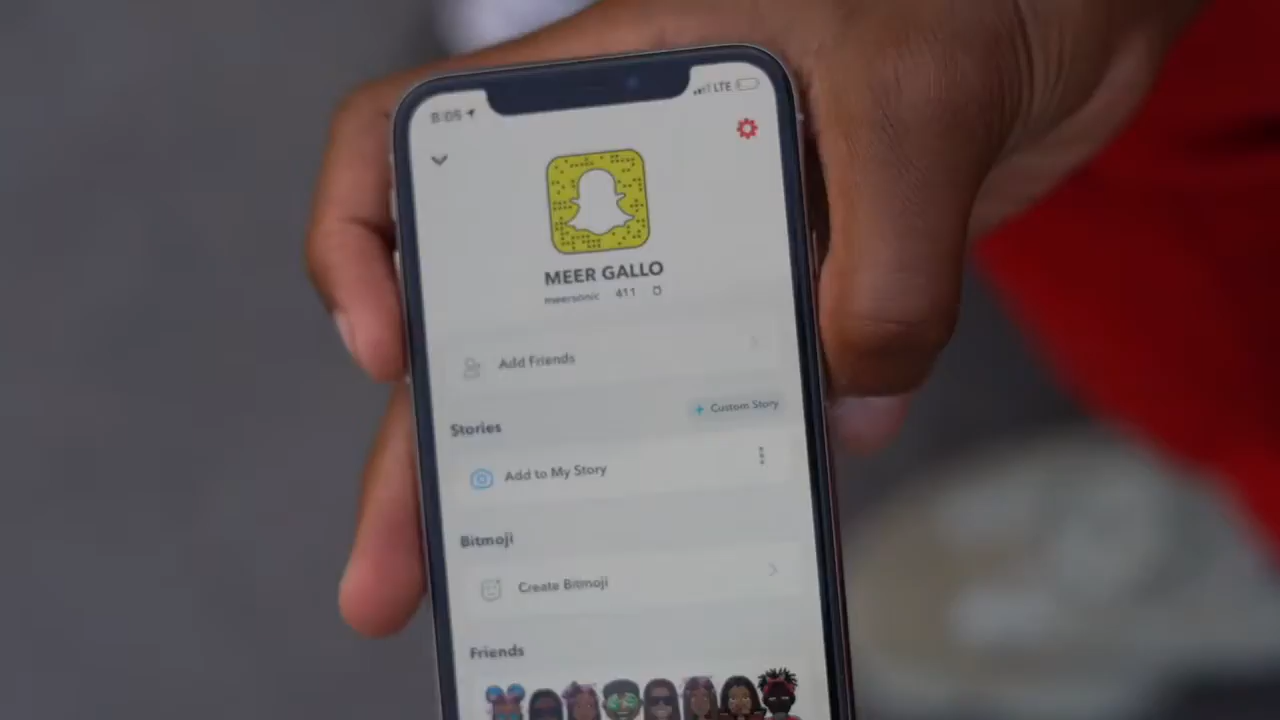 8:05 LTE
MEER GALLO
meersonic 411
Add Friends
Custom Story
Stories
Add to My Story
Bitmoji
Create Bitmoji
Friends